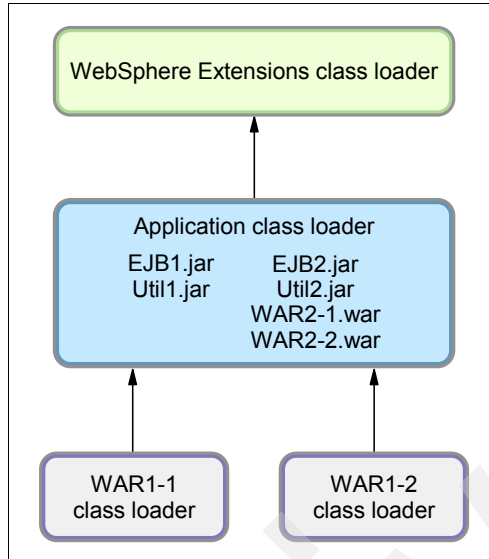 WebSphere Extensions class loader
Application class loader
EJB1.jar
Util1.jar
EJB2.jar
Util2.jar
WAR2-1.war
WAR2-2.war
WAR1-1
class loader
WAR1-2
class loader